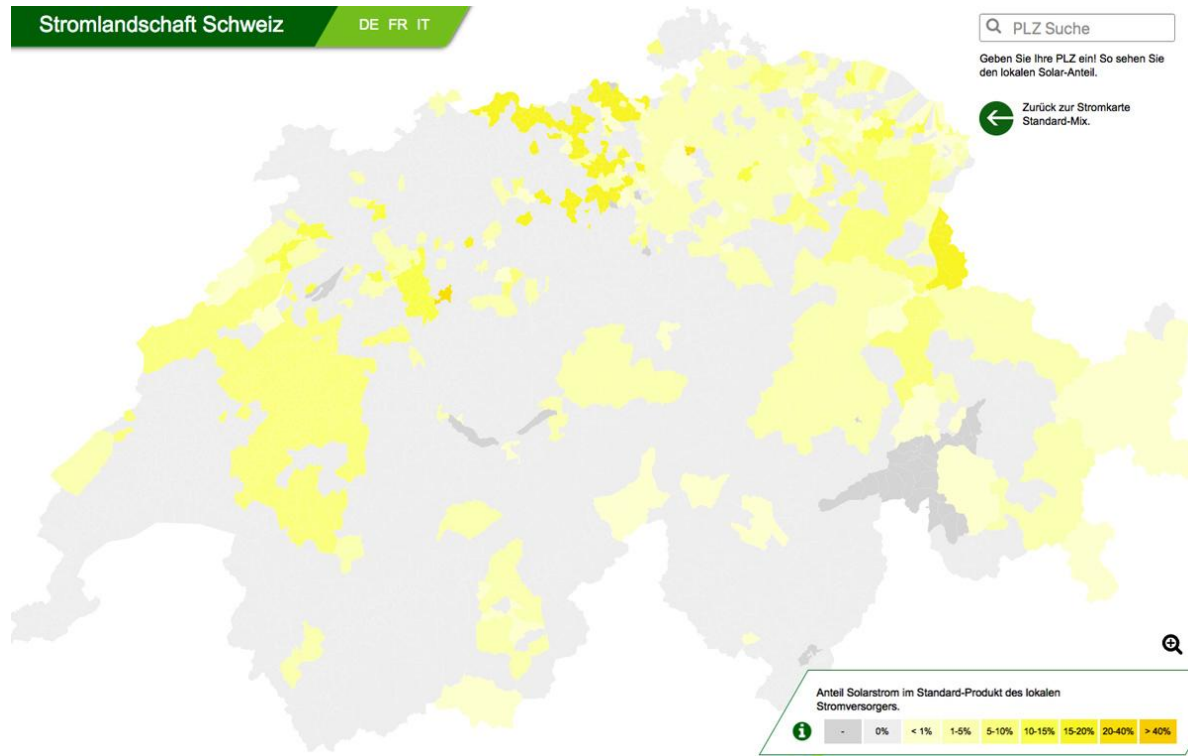 Stromlandschaft Schweiz
DE FR IT
PLZ Suche
Geben Sie Ihre PLZ ein! So sehen Sie
den lokalen Solar-Anteil.
Zurück zur Stromkarte
Standard-Mix.
Anteil Solarstrom im Standard-Produkt des lokalen
Stromversorgers.
- 0% < 1% 1-5% 5-10% 10-15% 15-20% 20-40% > 40%